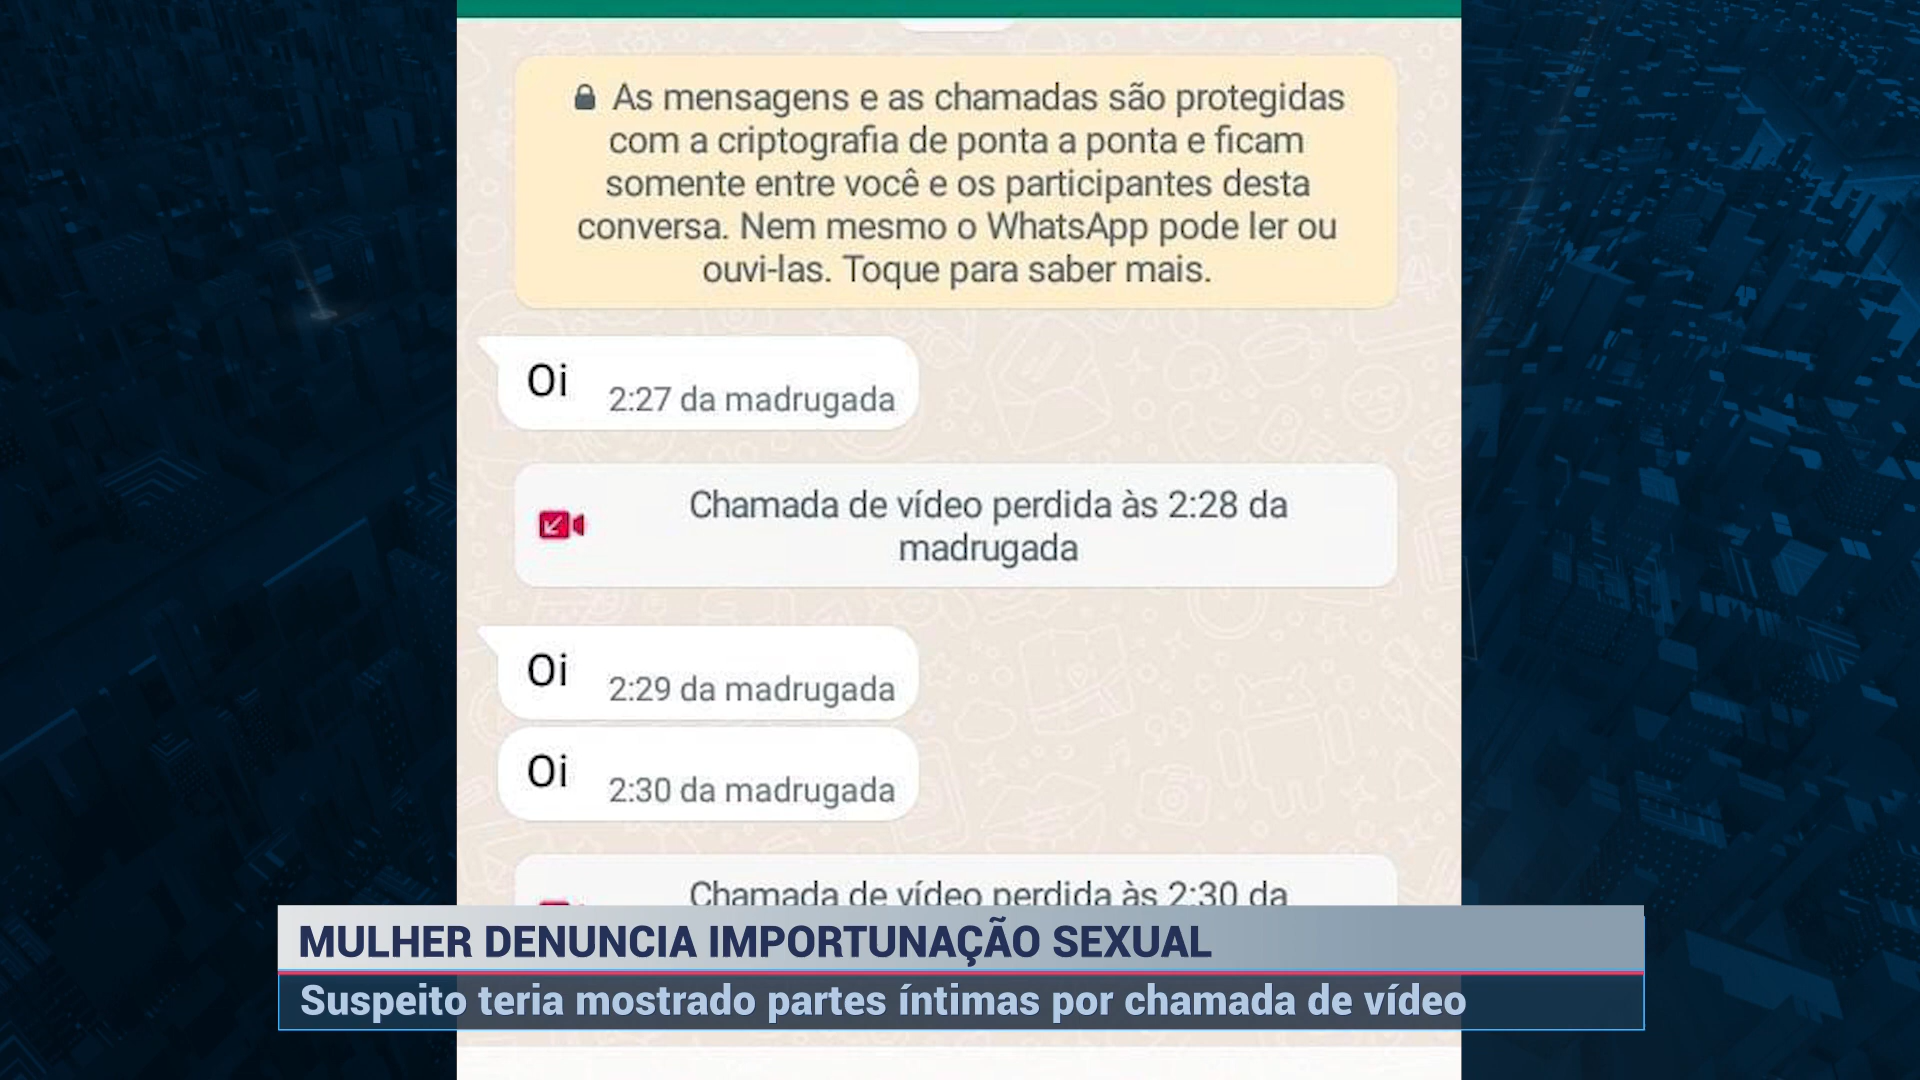 As mensagens e as chamadas são protegidas
com a criptografia de ponta a ponta e ficam
somente entre você e os participantes desta
conversa. Nem mesmo o WhatsApp pode ler ou
ouvi-las. Toque para saber mais.
Oi 2:27 da madrugada
Chamada de vídeo perdida às 2:28 da
madrugada
Oi 2:29 da madrugada
Oi 2:30 da madrugada
Chamada de vídeo perdida às 2:30 da
MULHER DENUNCIA IMPORTUNAÇÃO SEXUAL
Suspeito teria mostrado partes íntimas por chamada de vídeo